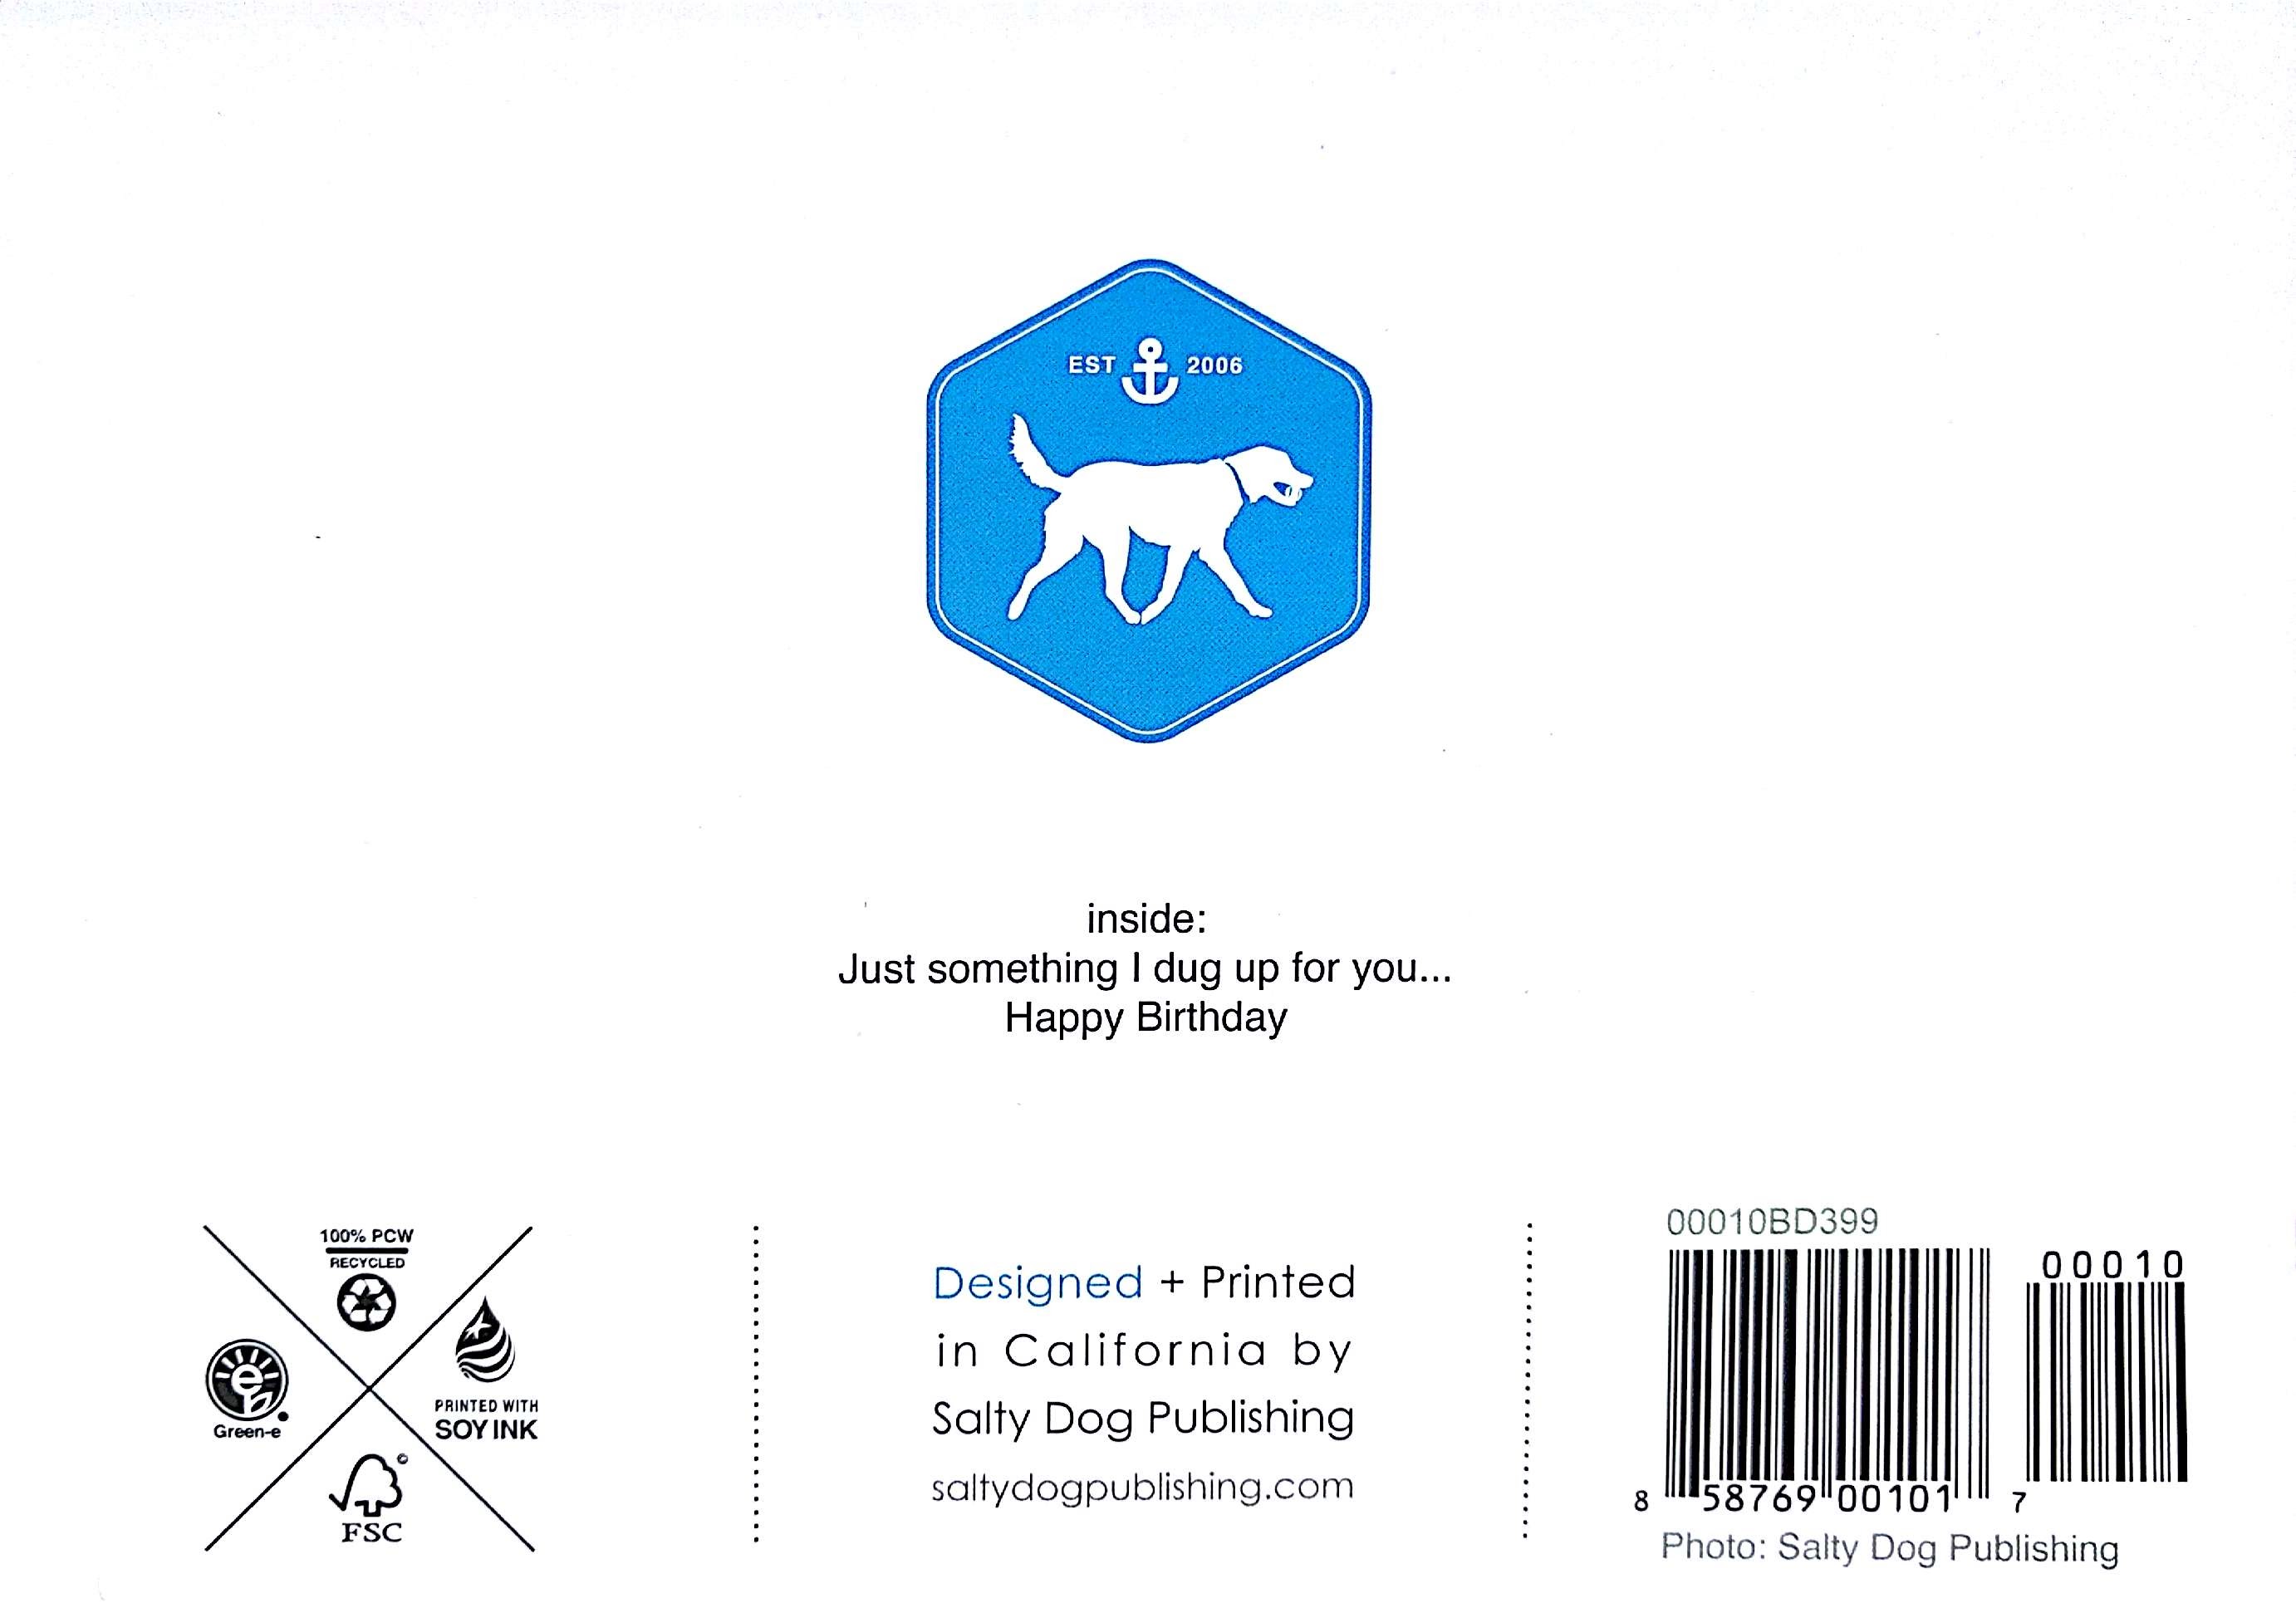 EST 2006
inside:
Just something I dug up for you...
Happy Birthday
100% PCW
RECYCLED
Green-e
PRINTED WITH
SOY INK
©
FSC
Designed + Printed
in California by
Salty Dog Publishing
saltydogpublishing.com
00010BD399
00010
8 58769 00101 7
Photo: Salty Dog Publishing